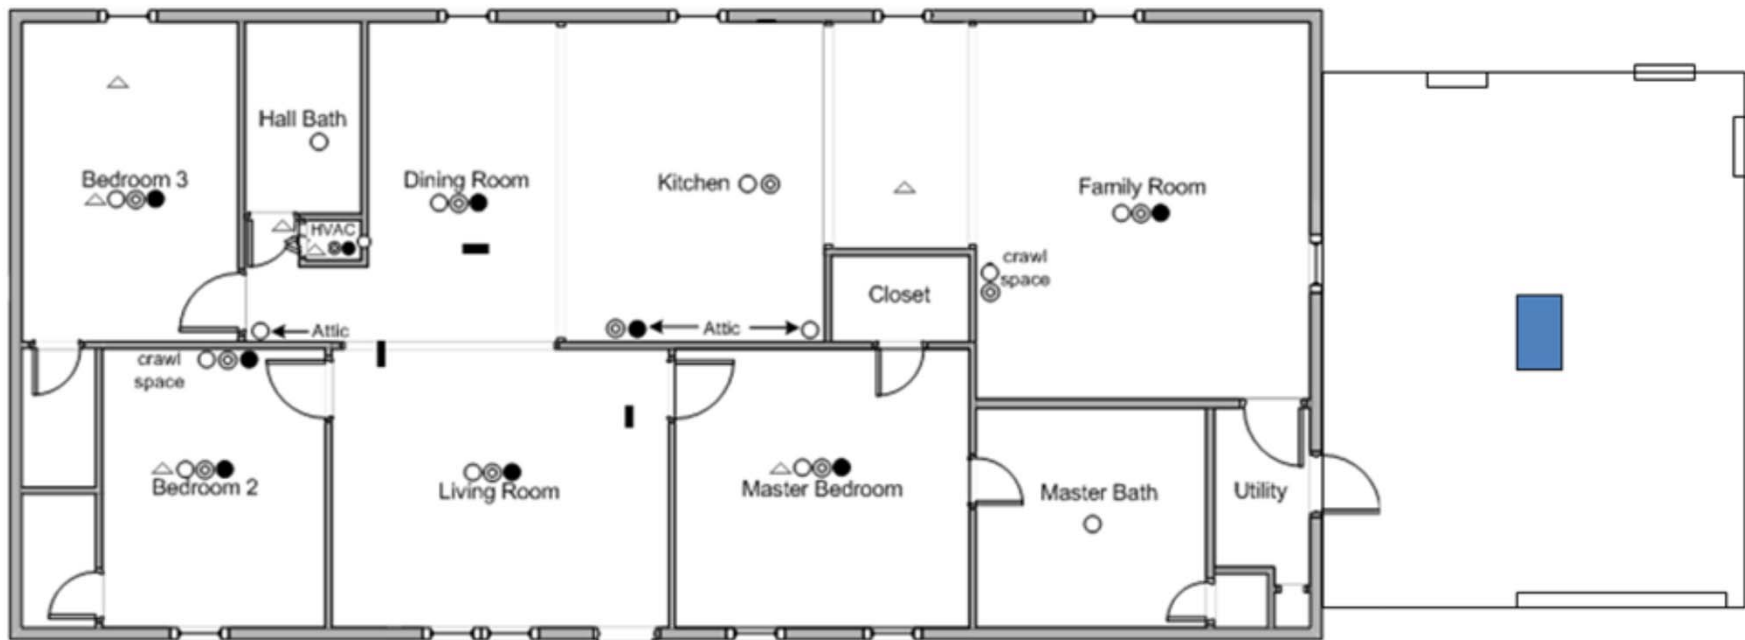 Hall Bath
Bedroom 3
Dining Room
Kitchen
Family Room
HVAC
crawl
space
Closet
Attic
Attic
crawl
space
Bedroom 2
Living Room
Master Bedroom
Master Bath
Utility